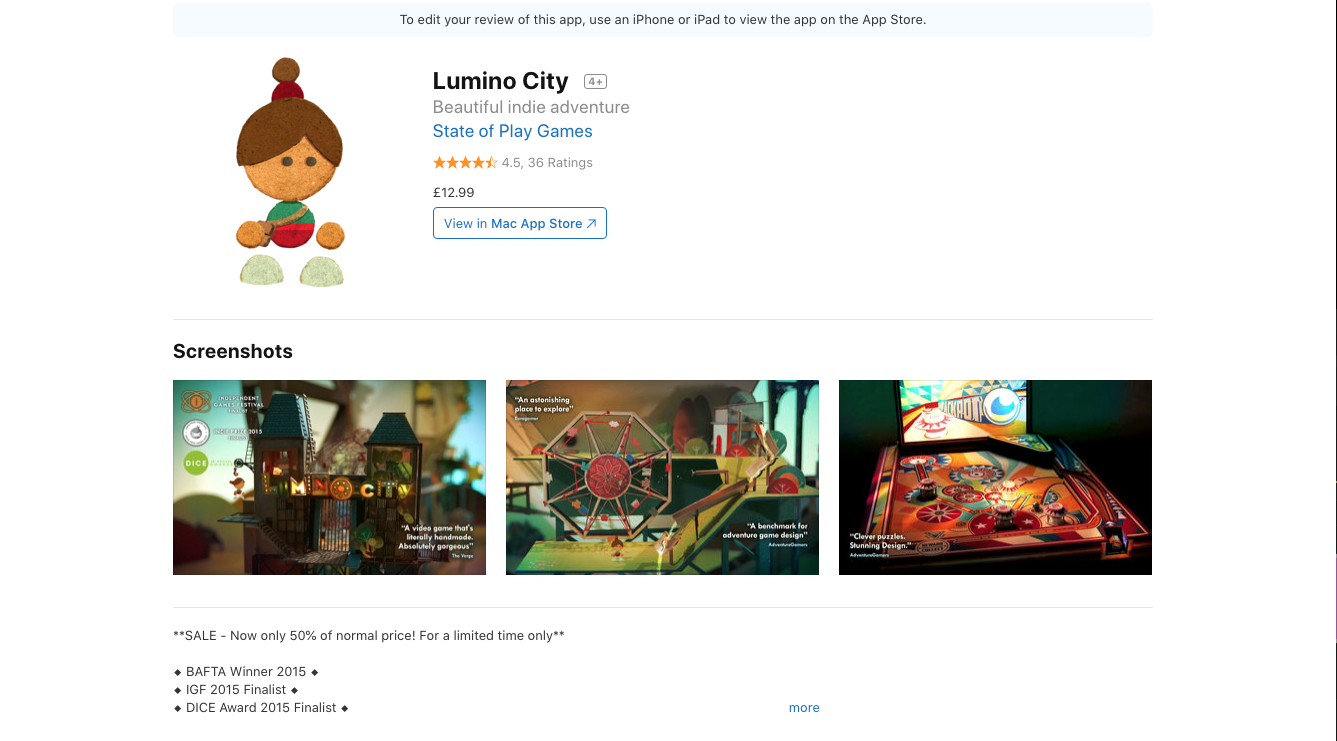 To edit your review of this app, use an iPhone or iPad to view the app on the App Store.
Lumino City 4+
Beautiful indie adventure
State of Play Games
4.5, 36 Ratings
£12.99
View in Mac App Store ↗
Screenshots
INDEPENDENT
GAMES FESTIVAL
FINALIST
INDIE PRIZE 2015
DICE
"A video game that's
literally handmade.
Absolutely gorgeous"
The Verge
"An astonishing
place to explore"
Eurogamer
"A benchmark for
adventure game design"
AdventureGamers
"Clever puzzles.
Stunning Design."
AdventureGamers
**SALE - Now only 50% of normal price! For a limited time only**
◆ BAFTA Winner 2015 ◆
◆ IGF 2015 Finalist ◆
◆ DICE Award 2015 Finalist ◆
more